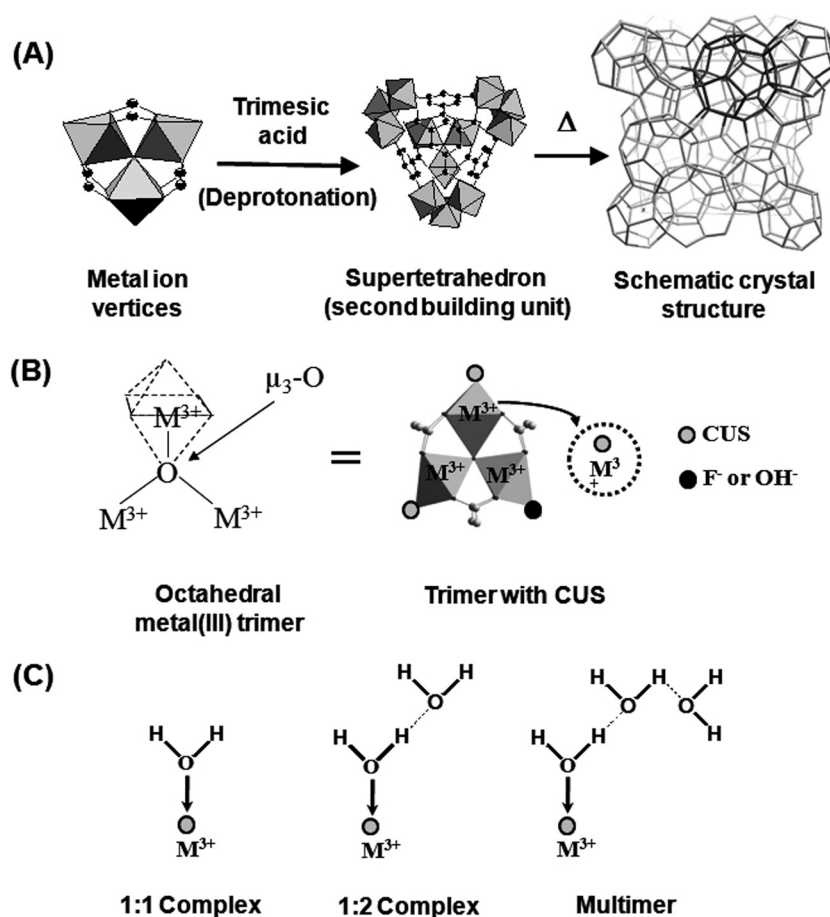 (A)
Trimesic
acid
(Deprotonation)
Δ
Metal ion
vertices
Supertetrahedron
(second building unit)
Schematic crystal
structure
(B)
μ₃-O
M³⁺
O
M³⁺ M³⁺
=
M³⁺
M³⁺ M³⁺
M³
+
CUS
F⁻ or OH⁻
Octahedral
metal(III) trimer
Trimer with CUS
(C)
H H
O
M³⁺
1:1 Complex
H H
O
H H
O
M³⁺
1:2 Complex
H H H
O O
H H H
O
M³⁺
Multimer